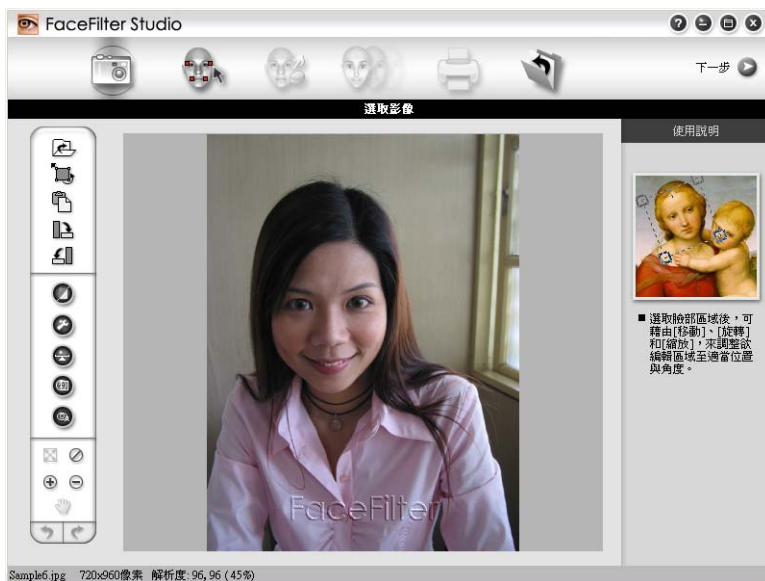 FaceFilter Studio
下一步
選取影像
使用說明
■ 選取臉部區域後，可
藉由[移動]、[旋轉]
和[縮放]，來調整欲
編輯區域至適當位置
與角度。
FaceFilter
Sample6.jpg 720x960像素 解析度: 96, 96 (45%)